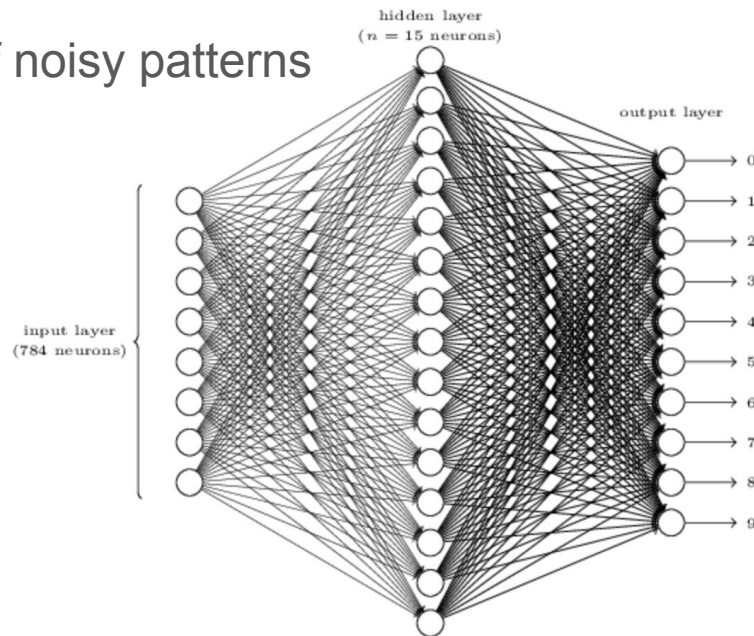 hidden layer
(n = 15 neurons)
noisy patterns
output layer
0
1
2
3
4
5
6
7
8
9
input layer
(784 neurons)